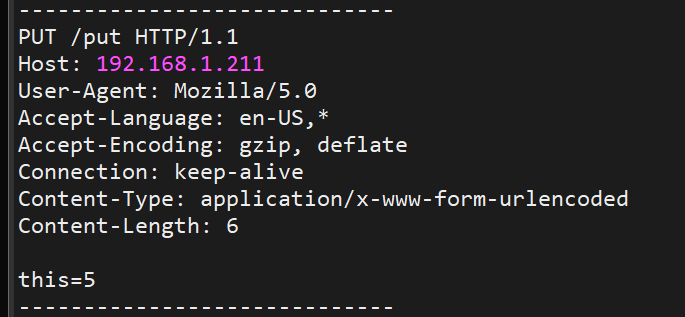 -----------------------------
PUT /put HTTP/1.1
Host: 192.168.1.211
User-Agent: Mozilla/5.0
Accept-Language: en-US,*
Accept-Encoding: gzip, deflate
Connection: keep-alive
Content-Type: application/x-www-form-urlencoded
Content-Length: 6

this=5
-----------------------------